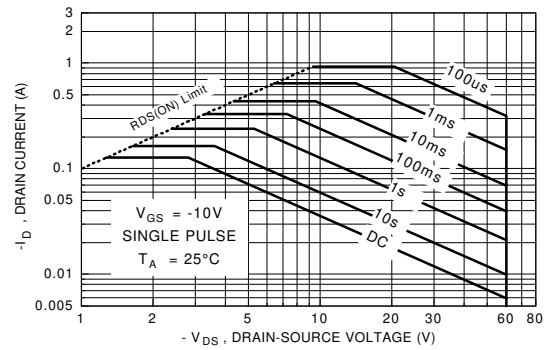 3
2
1
0.5
0.1
0.05
0.01
0.005
-I_D , DRAIN CURRENT (A)
RDS(ON) Limit
100us
1ms
10ms
100ms
1s
10s
DC
V_GS = -10V
SINGLE PULSE
T_A = 25°C
1 2 5 10 20 30 60 80
- V_DS , DRAIN-SOURCE VOLTAGE (V)